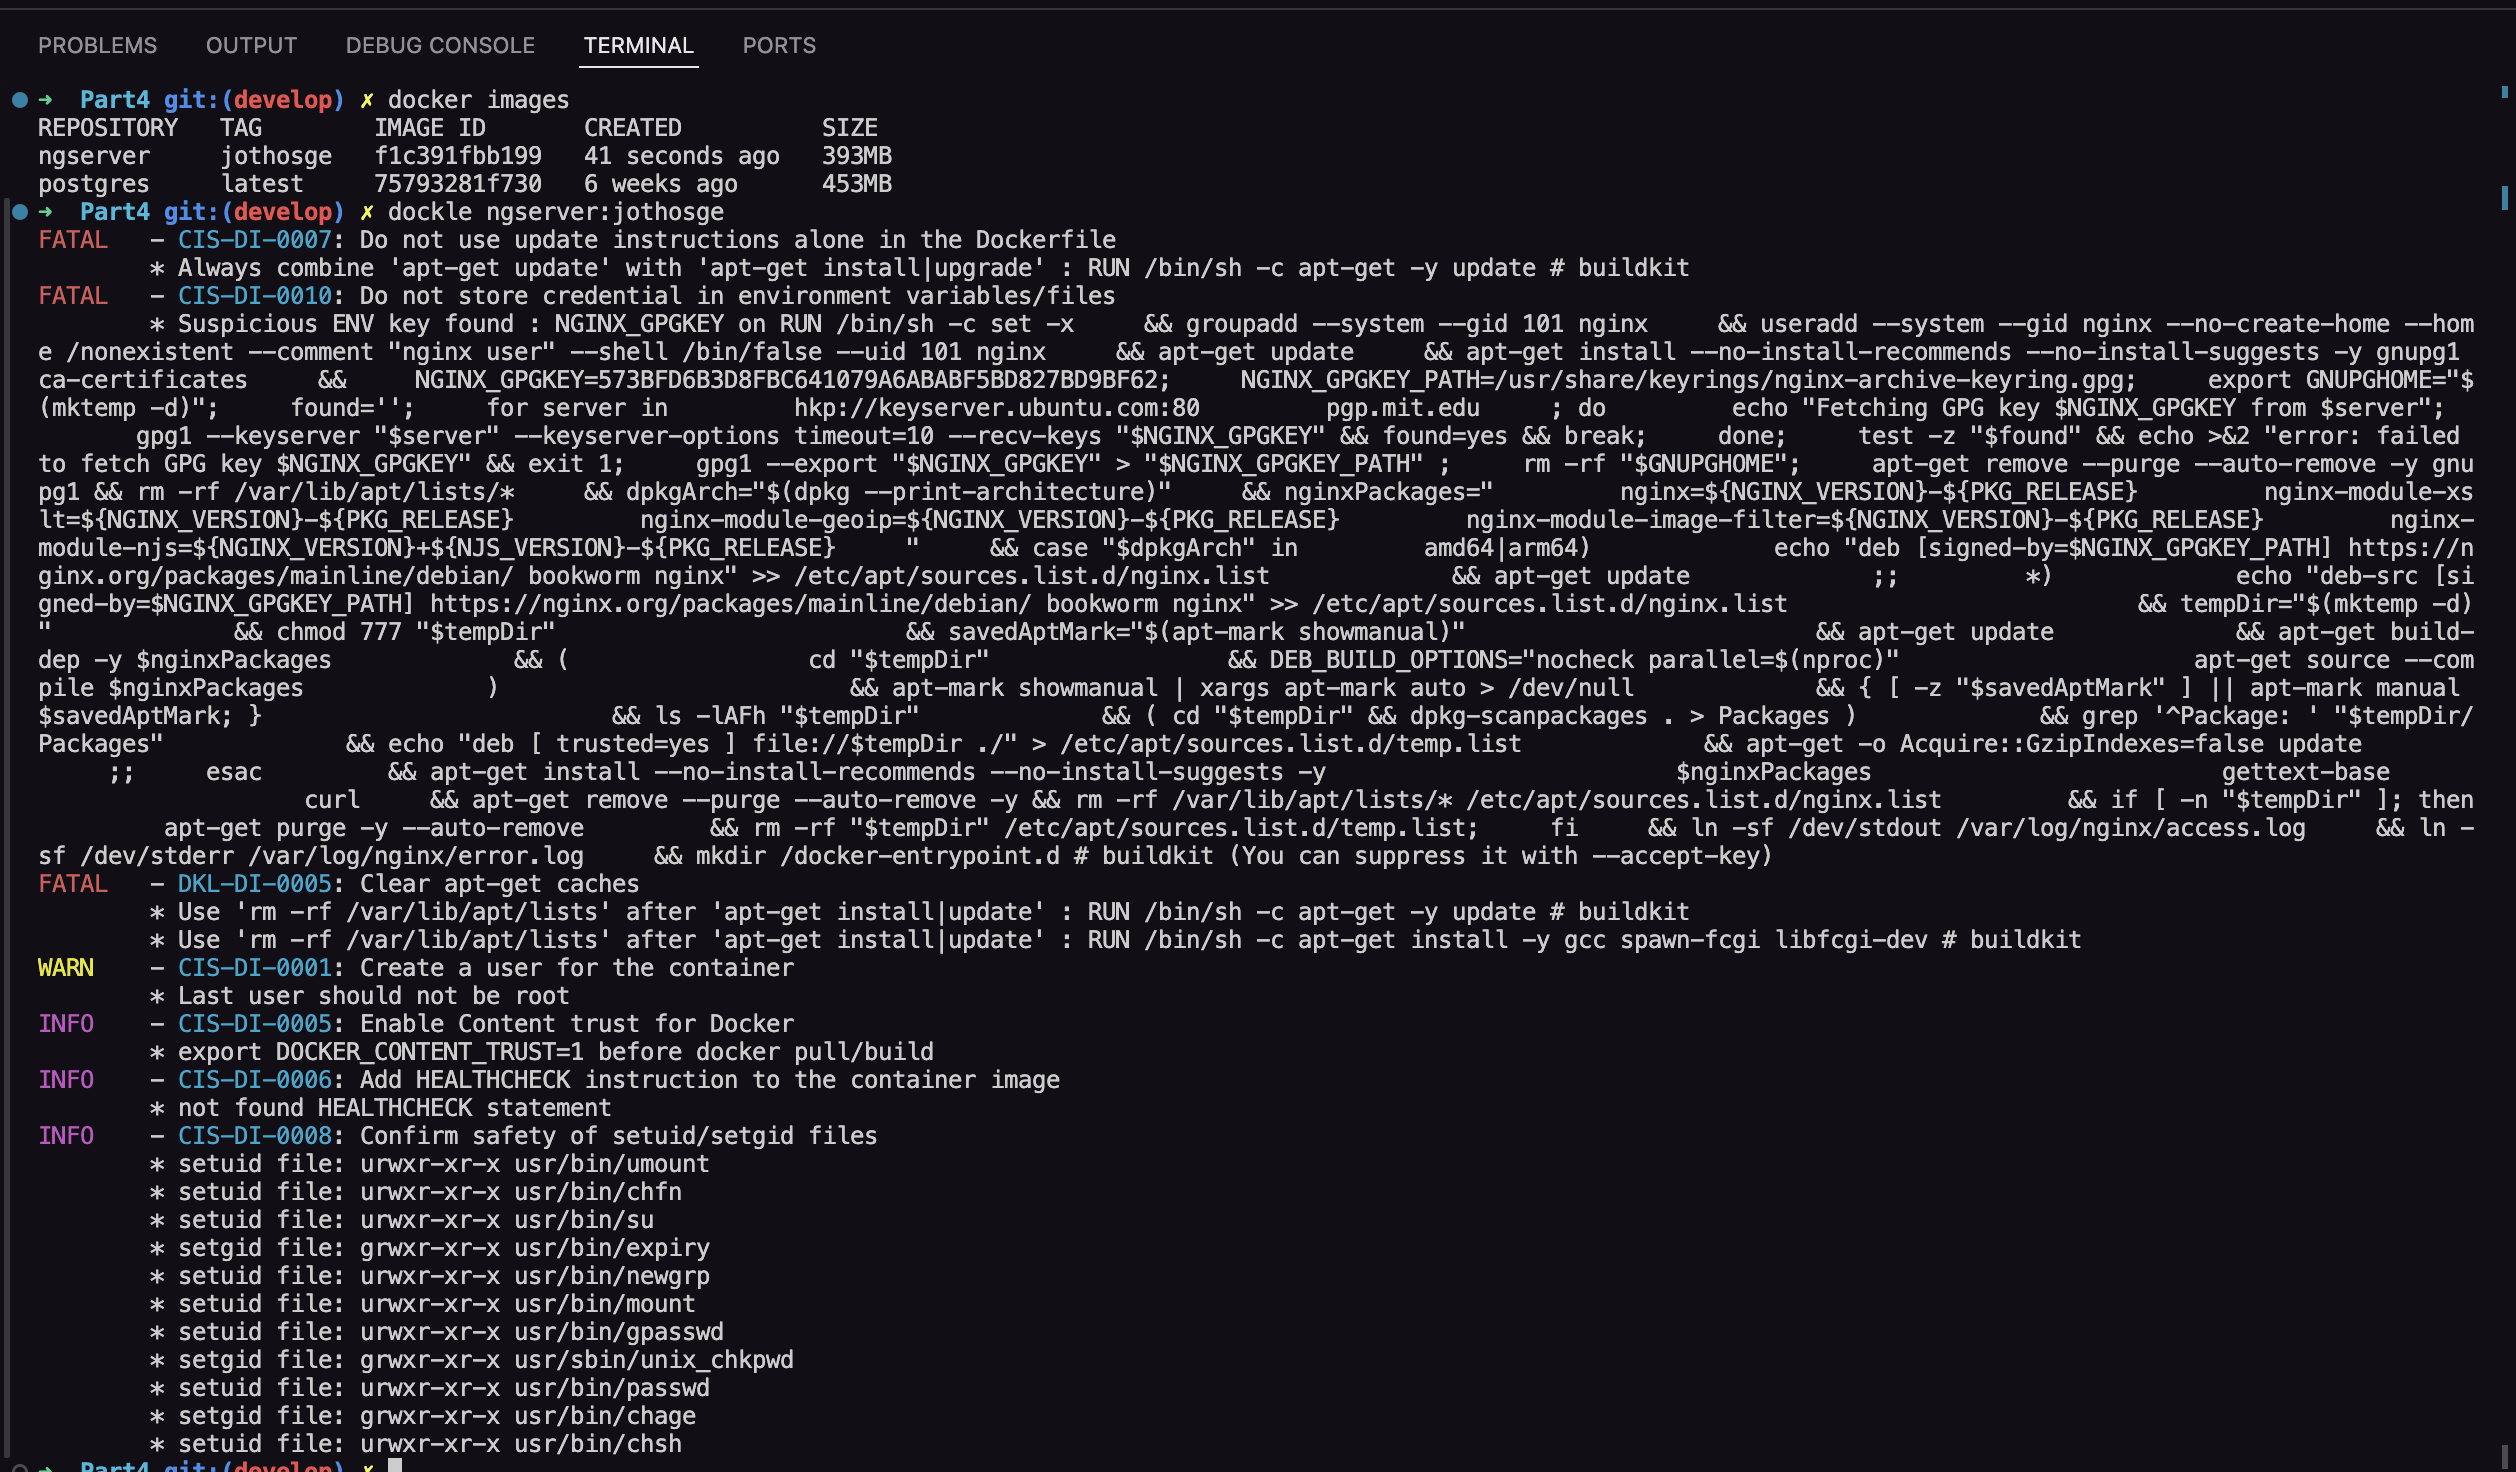 PROBLEMS OUTPUT DEBUG CONSOLE TERMINAL PORTS
➜ Part4 git:(develop) ✗ docker images
REPOSITORY TAG IMAGE ID CREATED SIZE
ngserver jothosge f1c391fbb199 41 seconds ago 393MB
postgres latest 75793281f730 6 weeks ago 453MB
➜ Part4 git:(develop) ✗ dockle ngserver:jothosge
FATAL - CIS-DI-0007: Do not use update instructions alone in the Dockerfile
* Always combine 'apt-get update' with 'apt-get install|upgrade' : RUN /bin/sh -c apt-get -y update # buildkit
FATAL - CIS-DI-0010: Do not store credential in environment variables/files
* Suspicious ENV key found : NGINX_GPGKEY on RUN /bin/sh -c set -x && groupadd --system --gid 101 nginx && useradd --system --gid nginx --no-create-home --hom
e /nonexistent --comment "nginx user" --shell /bin/false --uid 101 nginx && apt-get update && apt-get install --no-install-recommends --no-install-suggests -y gnupg1
ca-certificates && NGINX_GPGKEY=573BFD6B3D8FBC641079A6ABABF5BD827BD9BF62; NGINX_GPGKEY_PATH=/usr/share/keyrings/nginx-archive-keyring.gpg; export GNUPGHOME="$
(mktemp -d)"; found=''; for server in hkp://keyserver.ubuntu.com:80 pgp.mit.edu ; do echo "Fetching GPG key $NGINX_GPGKEY from $server";
gpg1 --keyserver "$server" --keyserver-options timeout=10 --recv-keys "$NGINX_GPGKEY" && found=yes && break; done; test -z "$found" && echo >&2 "error: failed
to fetch GPG key $NGINX_GPGKEY" && exit 1; gpg1 --export "$NGINX_GPGKEY" > "$NGINX_GPGKEY_PATH" ; rm -rf "$GNUPGHOME"; apt-get remove --purge --auto-remove -y gnu
pg1 && rm -rf /var/lib/apt/lists/* && dpkgArch="$(dpkg --print-architecture)" && nginxPackages=" nginx=${NGINX_VERSION}-${PKG_RELEASE} nginx-module-xs
lt=${NGINX_VERSION}-${PKG_RELEASE} nginx-module-geoip=${NGINX_VERSION}-${PKG_RELEASE} nginx-module-image-filter=${NGINX_VERSION}-${PKG_RELEASE} nginx-
module-njs=${NGINX_VERSION}+${NJS_VERSION}-${PKG_RELEASE} " && case "$dpkgArch" in amd64|arm64) echo "deb [signed-by=$NGINX_GPGKEY_PATH] https://n
ginx.org/packages/mainline/debian/ bookworm nginx" >> /etc/apt/sources.list.d/nginx.list && apt-get update ;; *) echo "deb-src [si
gned-by=$NGINX_GPGKEY_PATH] https://nginx.org/packages/mainline/debian/ bookworm nginx" >> /etc/apt/sources.list.d/nginx.list && tempDir="$(mktemp -d)
" && chmod 777 "$tempDir" && savedAptMark="$(apt-mark showmanual)" && apt-get update && apt-get build-
dep -y $nginxPackages && ( cd "$tempDir" && DEB_BUILD_OPTIONS="nocheck parallel=$(nproc)" apt-get source --com
pile $nginxPackages ) && apt-mark showmanual | xargs apt-mark auto > /dev/null && { [ -z "$savedAptMark" ] || apt-mark manual
$savedAptMark; } && ls -lAFh "$tempDir" && ( cd "$tempDir" && dpkg-scanpackages . > Packages ) && grep '^Package: ' "$tempDir/
Packages" && echo "deb [ trusted=yes ] file://$tempDir ./" > /etc/apt/sources.list.d/temp.list && apt-get -o Acquire::GzipIndexes=false update
;; esac && apt-get install --no-install-recommends --no-install-suggests -y $nginxPackages gettext-base
curl && apt-get remove --purge --auto-remove -y && rm -rf /var/lib/apt/lists/* /etc/apt/sources.list.d/nginx.list && if [ -n "$tempDir" ]; then
apt-get purge -y --auto-remove && rm -rf "$tempDir" /etc/apt/sources.list.d/temp.list; fi && ln -sf /dev/stdout /var/log/nginx/access.log && ln -
sf /dev/stderr /var/log/nginx/error.log && mkdir /docker-entrypoint.d # buildkit (You can suppress it with --accept-key)
FATAL - DKL-DI-0005: Clear apt-get caches
* Use 'rm -rf /var/lib/apt/lists' after 'apt-get install|update' : RUN /bin/sh -c apt-get -y update # buildkit
* Use 'rm -rf /var/lib/apt/lists' after 'apt-get install|update' : RUN /bin/sh -c apt-get install -y gcc spawn-fcgi libfcgi-dev # buildkit
WARN - CIS-DI-0001: Create a user for the container
* Last user should not be root
INFO - CIS-DI-0005: Enable Content trust for Docker
* export DOCKER_CONTENT_TRUST=1 before docker pull/build
INFO - CIS-DI-0006: Add HEALTHCHECK instruction to the container image
* not found HEALTHCHECK statement
INFO - CIS-DI-0008: Confirm safety of setuid/setgid files
* setuid file: urwxr-xr-x usr/bin/umount
* setuid file: urwxr-xr-x usr/bin/chfn
* setuid file: urwxr-xr-x usr/bin/su
* setgid file: grwxr-xr-x usr/bin/expiry
* setuid file: urwxr-xr-x usr/bin/newgrp
* setuid file: urwxr-xr-x usr/bin/mount
* setuid file: urwxr-xr-x usr/bin/gpasswd
* setgid file: grwxr-xr-x usr/sbin/unix_chkpwd
* setuid file: urwxr-xr-x usr/bin/passwd
* setgid file: grwxr-xr-x usr/bin/chage
* setuid file: urwxr-xr-x usr/bin/chsh
➜ Part4 git:(develop) ✗